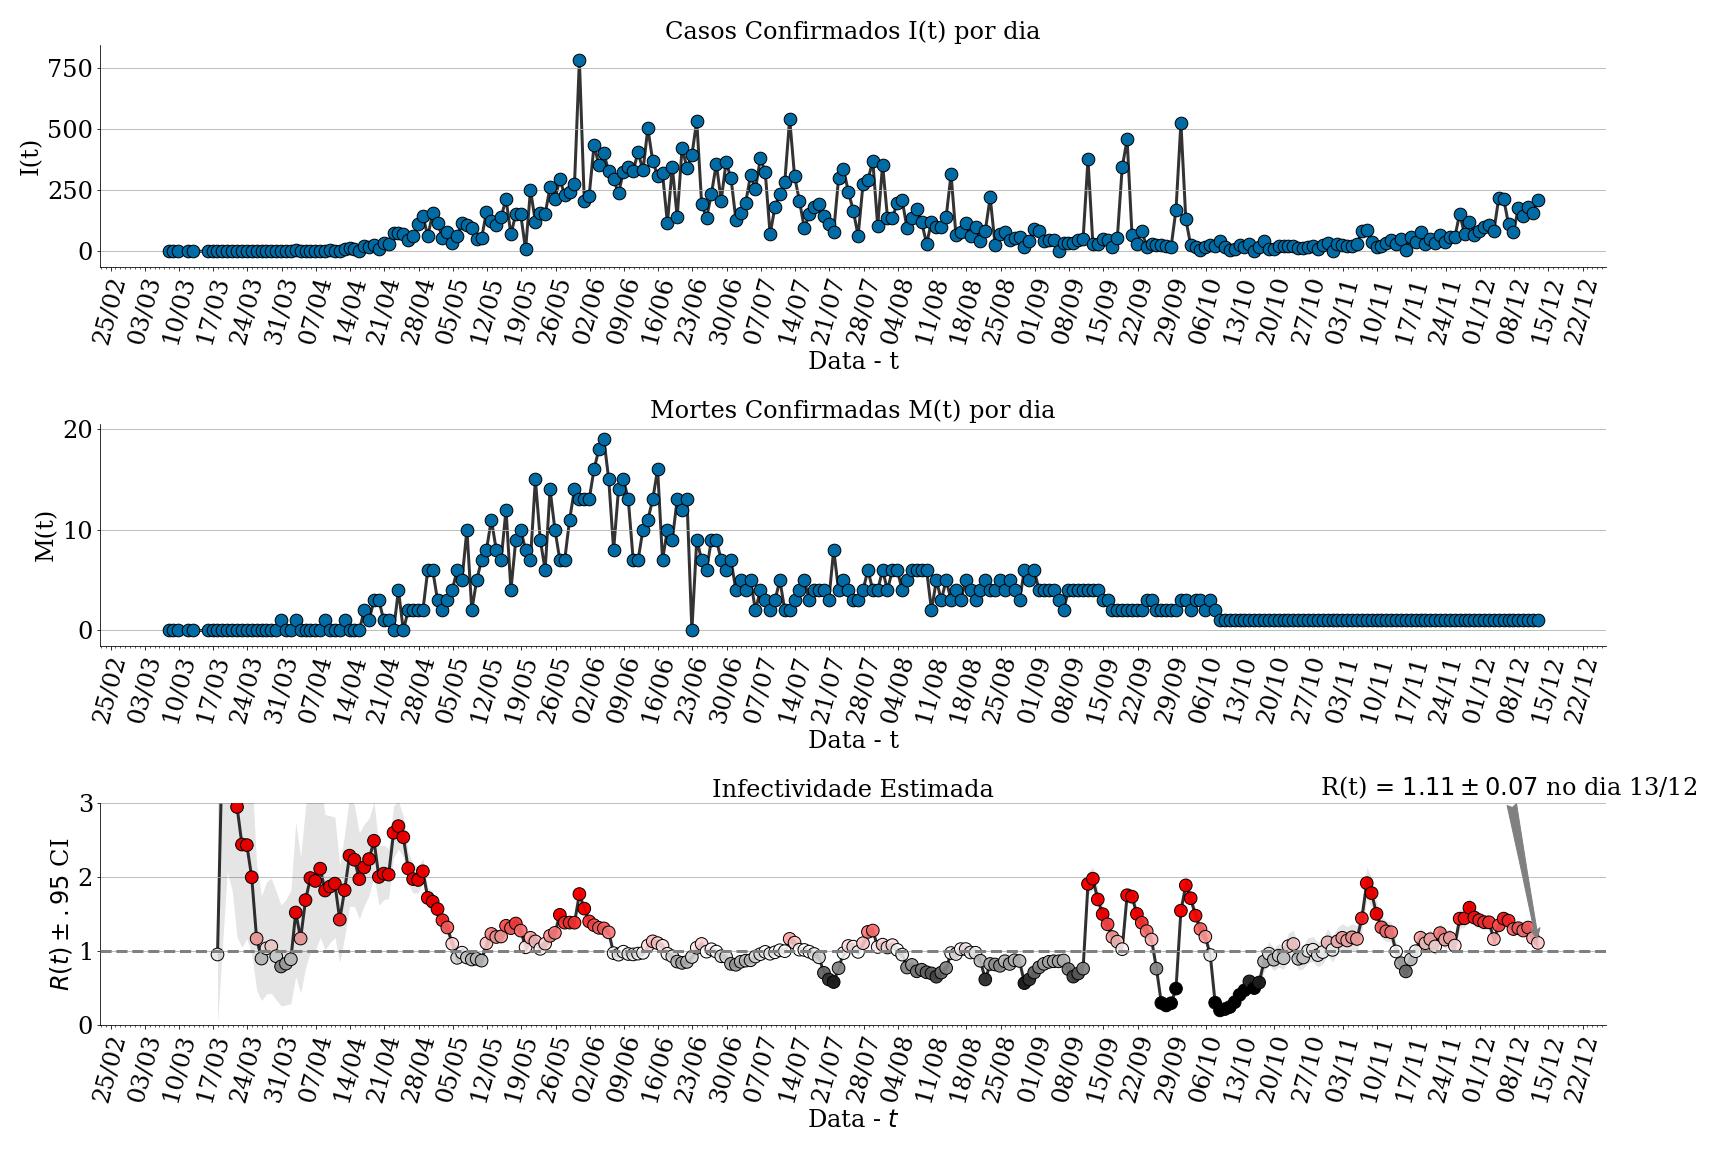 Casos Confirmados I(t) por dia
I(t)
750
500
250
0
25/02 03/03 10/03 17/03 24/03 31/03 07/04 14/04 21/04 28/04 05/05 12/05 19/05 26/05 02/06 09/06 16/06 23/06 30/06 07/07 14/07 21/07 28/07 04/08 11/08 18/08 25/08 01/09 08/09 15/09 22/09 29/09 06/10 13/10 20/10 27/10 03/11 10/11 17/11 24/11 01/12 08/12 15/12 22/12
Data - t
Mortes Confirmadas M(t) por dia
M(t)
20
10
0
25/02 03/03 10/03 17/03 24/03 31/03 07/04 14/04 21/04 28/04 05/05 12/05 19/05 26/05 02/06 09/06 16/06 23/06 30/06 07/07 14/07 21/07 28/07 04/08 11/08 18/08 25/08 01/09 08/09 15/09 22/09 29/09 06/10 13/10 20/10 27/10 03/11 10/11 17/11 24/11 01/12 08/12 15/12 22/12
Data - t
Infectividade Estimada
R(t) = 1.11 ± 0.07 no dia 13/12
R(t) ± .95 CI
3
2
1
0
25/02 03/03 10/03 17/03 24/03 31/03 07/04 14/04 21/04 28/04 05/05 12/05 19/05 26/05 02/06 09/06 16/06 23/06 30/06 07/07 14/07 21/07 28/07 04/08 11/08 18/08 25/08 01/09 08/09 15/09 22/09 29/09 06/10 13/10 20/10 27/10 03/11 10/11 17/11 24/11 01/12 08/12 15/12 22/12
Data - t